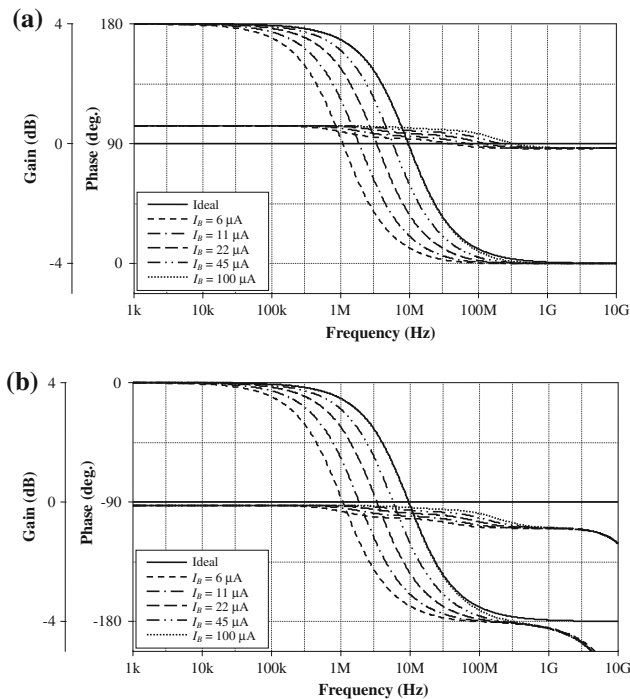 (a)
4
180
Gain (dB)
0
Phase (deg.)
90
-4
0
Ideal
I_B = 6 µA
I_B = 11 µA
I_B = 22 µA
I_B = 45 µA
I_B = 100 µA
1k
10k
100k
1M
10M
100M
1G
10G
Frequency (Hz)
(b)
4
0
Gain (dB)
0
Phase (deg.)
-90
-4
-180
Ideal
I_B = 6 µA
I_B = 11 µA
I_B = 22 µA
I_B = 45 µA
I_B = 100 µA
1k
10k
100k
1M
10M
100M
1G
10G
Frequency (Hz)